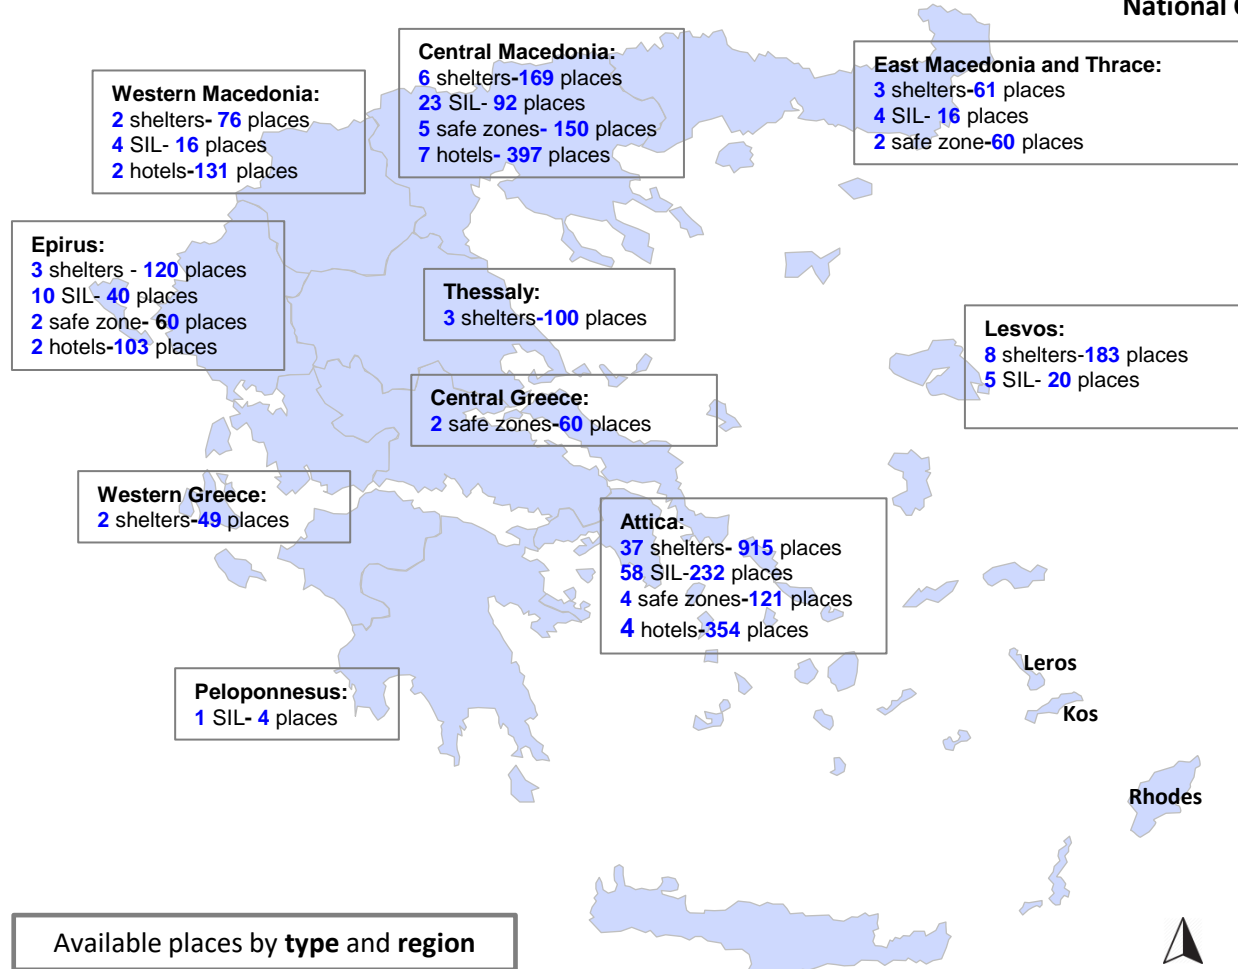 National
Central Macedonia:
6 shelters-169 places
23 SIL- 92 places
5 safe zones- 150 places
7 hotels- 397 places
East Macedonia and Thrace:
3 shelters-61 places
4 SIL- 16 places
2 safe zone-60 places
Western Macedonia:
2 shelters- 76 places
4 SIL- 16 places
2 hotels-131 places
Epirus:
3 shelters - 120 places
10 SIL- 40 places
2 safe zone- 60 places
2 hotels-103 places
Thessaly:
3 shelters-100 places
Lesvos:
8 shelters-183 places
5 SIL- 20 places
Central Greece:
2 safe zones-60 places
Western Greece:
2 shelters-49 places
Attica:
37 shelters- 915 places
58 SIL-232 places
4 safe zones-121 places
4 hotels-354 places
Leros
Kos
Peloponnesus:
1 SIL- 4 places
Rhodes
Available places by type and region